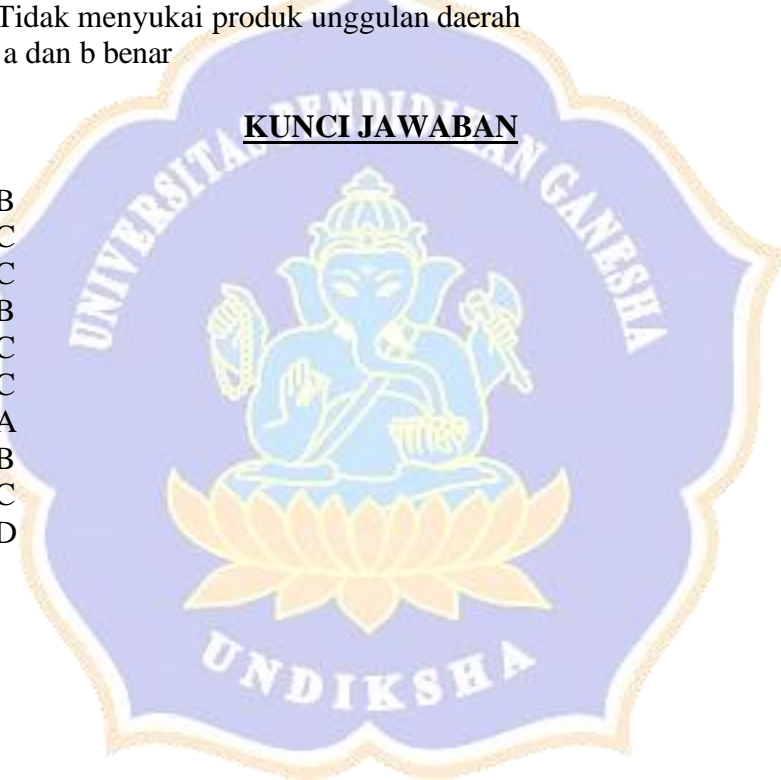 Tidak menyukai produk unggulan daerah
a dan b benar
KUNCI JAWABAN
UNIVERSITAS PENDIDIKAN GANESHA
B
C
C
B
C
C
A
B
C
D
UNDIKSHA